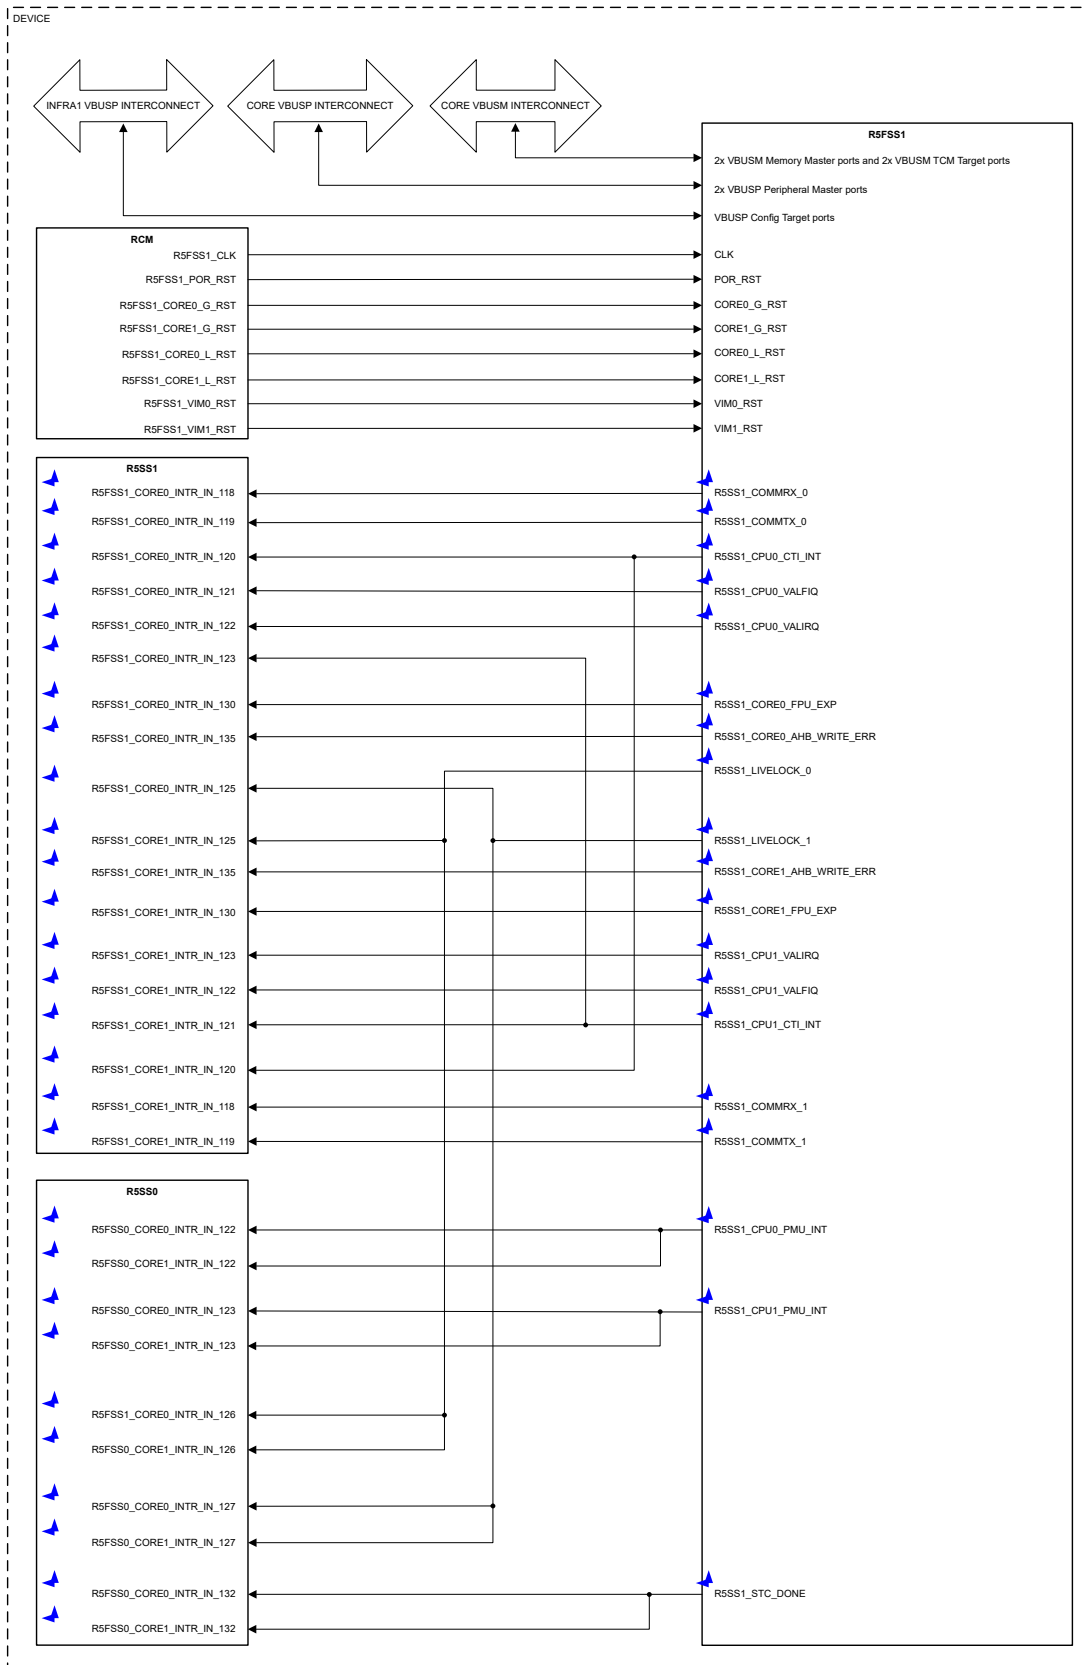 DEVICE
INFRA1 VBUSP INTERCONNECT
CORE VBUSP INTERCONNECT
CORE VBUSM INTERCONNECT
R5FSS1
2x VBUSM Memory Master ports and 2x VBUSM TCM Target ports
2x VBUSP Peripheral Master ports
VBUSP Config Target ports
RCM
R5FSS1_CLK
CLK
R5FSS1_POR_RST
POR_RST
R5FSS1_CORE0_G_RST
CORE0_G_RST
R5FSS1_CORE1_G_RST
CORE1_G_RST
R5FSS1_CORE0_L_RST
CORE0_L_RST
R5FSS1_CORE1_L_RST
CORE1_L_RST
R5FSS1_VIM0_RST
VIM0_RST
R5FSS1_VIM1_RST
VIM1_RST
R5SS1
R5FSS1_CORE0_INTR_IN_118
R5SS1_COMMRX_0
R5FSS1_CORE0_INTR_IN_119
R5SS1_COMMTX_0
R5FSS1_CORE0_INTR_IN_120
R5SS1_CPU0_CTI_INT
R5FSS1_CORE0_INTR_IN_121
R5SS1_CPU0_VALFIQ
R5FSS1_CORE0_INTR_IN_122
R5SS1_CPU0_VALIRQ
R5FSS1_CORE0_INTR_IN_123
R5FSS1_CORE0_INTR_IN_130
R5SS1_CORE0_FPU_EXP
R5FSS1_CORE0_INTR_IN_135
R5SS1_CORE0_AHB_WRITE_ERR
R5SS1_LIVELOCK_0
R5FSS1_CORE0_INTR_IN_125
R5FSS1_CORE1_INTR_IN_125
R5SS1_LIVELOCK_1
R5FSS1_CORE1_INTR_IN_135
R5SS1_CORE1_AHB_WRITE_ERR
R5FSS1_CORE1_INTR_IN_130
R5SS1_CORE1_FPU_EXP
R5FSS1_CORE1_INTR_IN_123
R5SS1_CPU1_VALIRQ
R5FSS1_CORE1_INTR_IN_122
R5SS1_CPU1_VALFIQ
R5FSS1_CORE1_INTR_IN_121
R5SS1_CPU1_CTI_INT
R5FSS1_CORE1_INTR_IN_120
R5FSS1_CORE1_INTR_IN_118
R5SS1_COMMRX_1
R5FSS1_CORE1_INTR_IN_119
R5SS1_COMMTX_1
R5SS0
R5FSS0_CORE0_INTR_IN_122
R5SS1_CPU0_PMU_INT
R5FSS0_CORE1_INTR_IN_122
R5FSS0_CORE0_INTR_IN_123
R5SS1_CPU1_PMU_INT
R5FSS0_CORE1_INTR_IN_123
R5FSS1_CORE0_INTR_IN_126
R5FSS0_CORE1_INTR_IN_126
R5FSS0_CORE0_INTR_IN_127
R5FSS0_CORE1_INTR_IN_127
R5FSS0_CORE0_INTR_IN_132
R5SS1_STC_DONE
R5FSS0_CORE1_INTR_IN_132